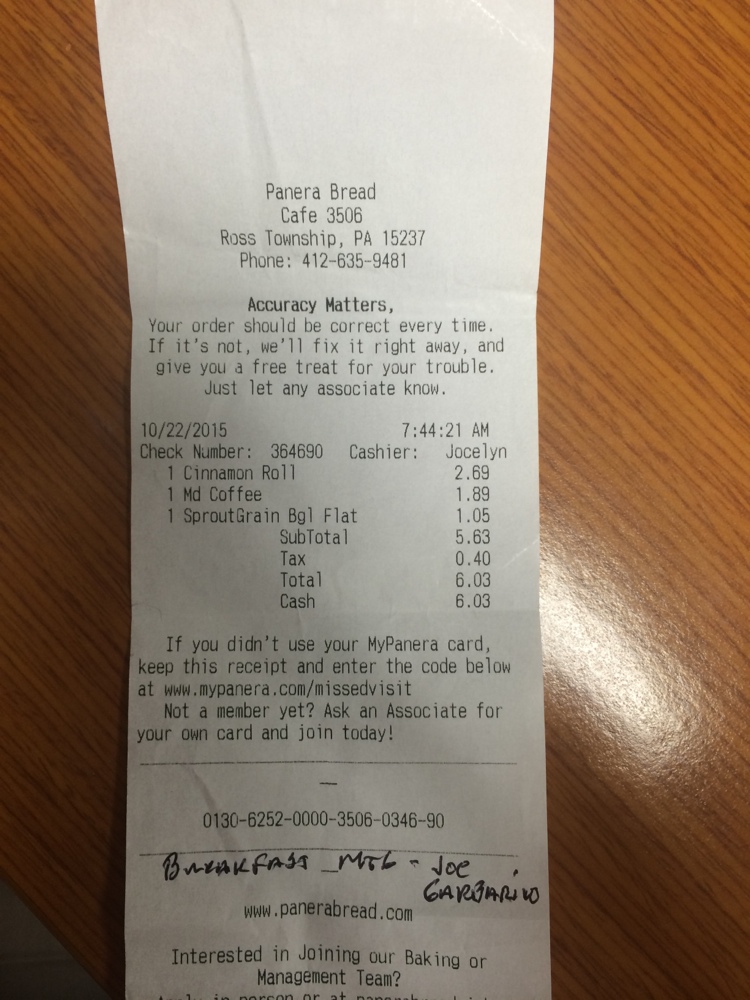 Panera Bread
Cafe 3506
Ross Township, PA 15237
Phone: 412-635-9481
Accuracy Matters,
Your order should be correct every time.
If it's not, we'll fix it right away, and
give you a free treat for your trouble.
Just let any associate know.
10/22/2015 7:44:21 AM
Check Number: 364690 Cashier: Jocelyn
1 Cinnamon Roll 2.69
1 Md Coffee 1.89
1 SproutGrain Bgl Flat 1.05
SubTotal 5.63
Tax 0.40
Total 6.03
Cash 6.03
If you didn't use your MyPanera card,
keep this receipt and enter the code below
at www.mypanera.com/missedvisit
Not a member yet? Ask an Associate for
your own card and join today!
0130-6252-0000-3506-0346-90
BREAKFAST MTG - JOE
GARBARINO
www.panerabread.com
Interested in Joining our Baking or
Management Team?